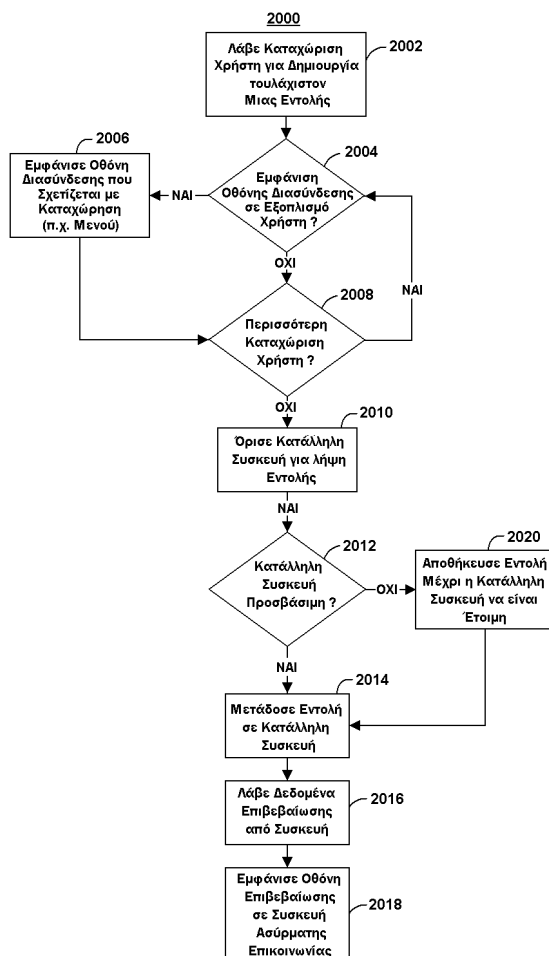 2000
Λάβε Καταχώριση
Χρήστη για Δημιουργία
τουλάχιστον
Μιας Εντολής
2002
2004
Εμφάνιση
Οθόνης Διασύνδεσης
σε Εξοπλισμό
Χρήστη ?
ΝΑΙ
2006
Εμφάνισε Οθόνη
Διασύνδεσης που
Σχετίζεται με
Καταχώρηση
(π.χ. Μενού)
ΟΧΙ
2008
Περισσότερη
Καταχώριση
Χρήστη ?
ΝΑΙ
ΟΧΙ
2010
Όρισε Κατάλληλη
Συσκευή για λήψη
Εντολής
ΝΑΙ
2012
Κατάλληλη
Συσκευή
Προσβάσιμη ?
ΟΧΙ
2020
Αποθήκευσε Εντολή
Μέχρι η Κατάλληλη
Συσκευή να είναι
Έτοιμη
ΝΑΙ
2014
Μετάδοσε Εντολή
σε Κατάλληλη
Συσκευή
Λάβε Δεδομένα
Επιβεβαίωσης
από Συσκευή
2016
Εμφάνισε Οθόνη
Επιβεβαίωσης
σε Συσκευή
Ασύρματης
Επικοινωνίας
2018